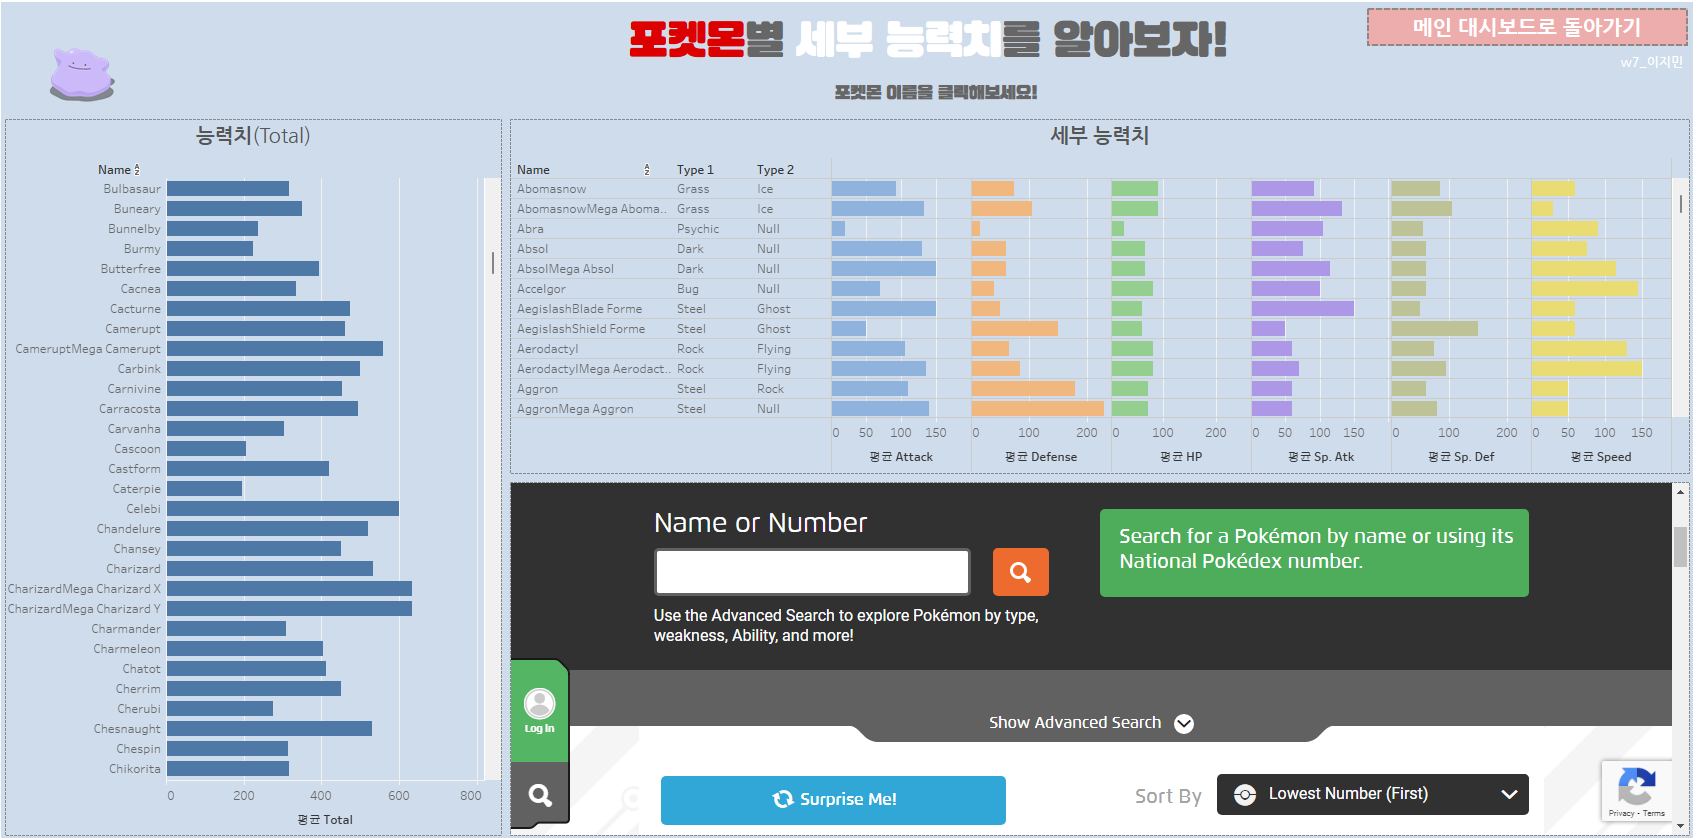 포켓몬별 세부 능력치를 알아보자!
메인 대시보드로 돌아가기
w7_이지민
포켓몬 이름을 클릭해보세요!
능력치(Total)
Name
Bulbasaur
Buneary
Bunnelby
Burmy
Butterfree
Cacnea
Cacturne
Camerupt
CameruptMega Camerupt
Carbink
Carnivine
Carracosta
Carvanha
Cascoon
Castform
Caterpie
Celebi
Chandelure
Chansey
Charizard
CharizardMega Charizard X
CharizardMega Charizard Y
Charmander
Charmeleon
Chatot
Cherrim
Cherubi
Chesnaught
Chespin
Chikorita
0 200 400 600 800
평균 Total
세부 능력치
Name Type 1 Type 2
Abomasnow Grass Ice
AbomasnowMega Aboma.. Grass Ice
Abra Psychic Null
Absol Dark Null
AbsolMega Absol Dark Null
Accelgor Bug Null
AegislashBlade Forme Steel Ghost
AegislashShield Forme Steel Ghost
Aerodactyl Rock Flying
AerodactylMega Aerodact.. Rock Flying
Aggron Steel Rock
AggronMega Aggron Steel Null
0 50 100 150 0 100 200 0 100 200 0 50 100 150 0 100 200 0 50 100 150
평균 Attack 평균 Defense 평균 HP 평균 Sp. Atk 평균 Sp. Def 평균 Speed
Name or Number
Search for a Pokémon by name or using its
National Pokédex number.
Use the Advanced Search to explore Pokémon by type,
weakness, Ability, and more!
Log In
Show Advanced Search
Surprise Me!
Sort By
Lowest Number (First)
Privacy - Terms